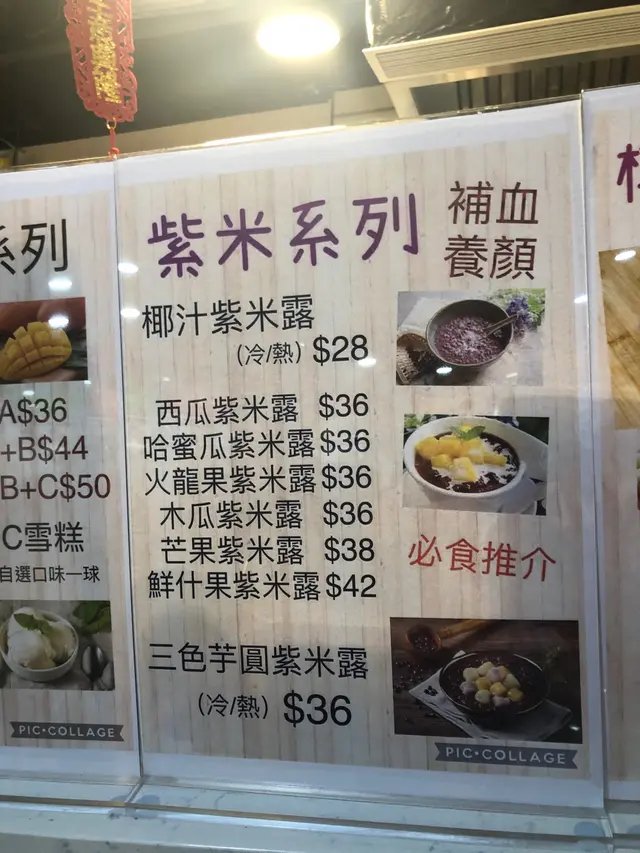 系列
A$36
+B$44
B+C$50
C雪糕
自選口味一球
PIC•COLLAGE
紫米系列
補血
養顏
椰汁紫米露
(冷/熱) $28
西瓜紫米露 $36
哈蜜瓜紫米露$36
火龍果紫米露$36
木瓜紫米露 $36
芒果紫米露 $38
鮮什果紫米露$42
必食推介
三色芋圓紫米露
(冷/熱) $36
PIC•COLLAGE